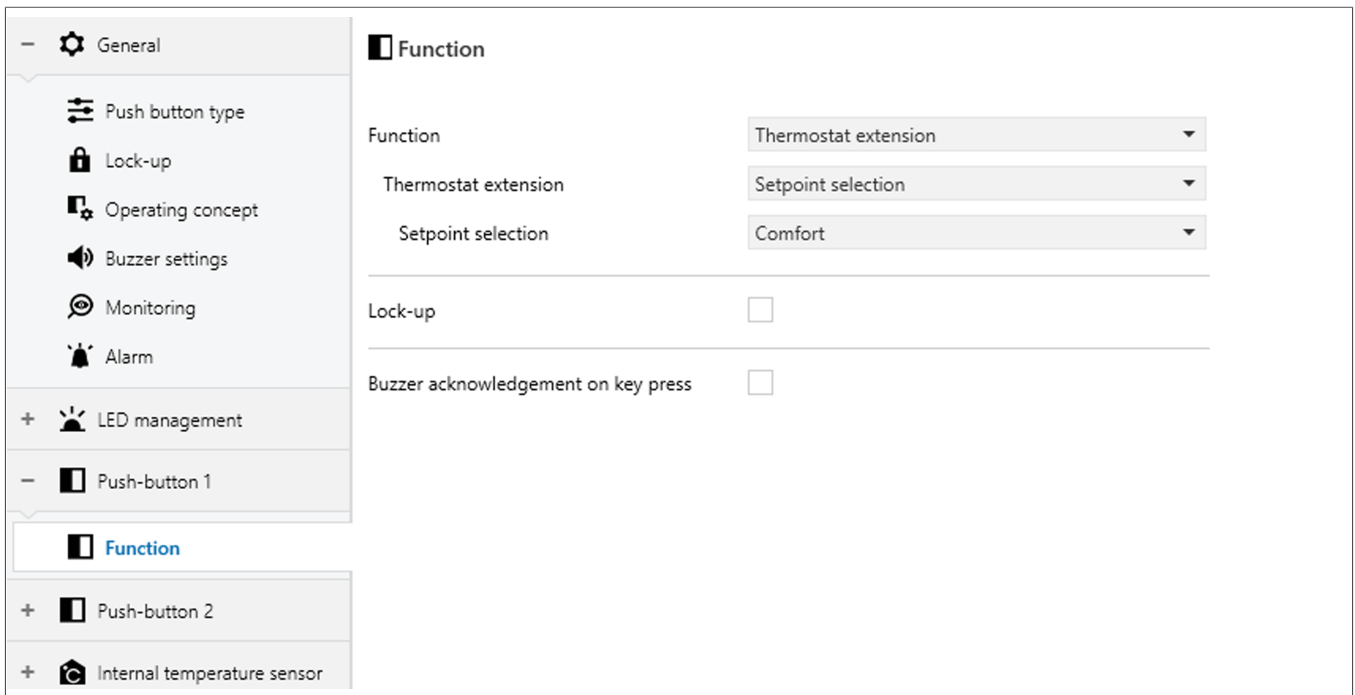 General
Push button type
Lock-up
Operating concept
Buzzer settings
Monitoring
Alarm
LED management
Push-button 1
Function
Push-button 2
Internal temperature sensor
Function
Function Thermostat extension
Thermostat extension Setpoint selection
Setpoint selection Comfort
Lock-up
Buzzer acknowledgement on key press